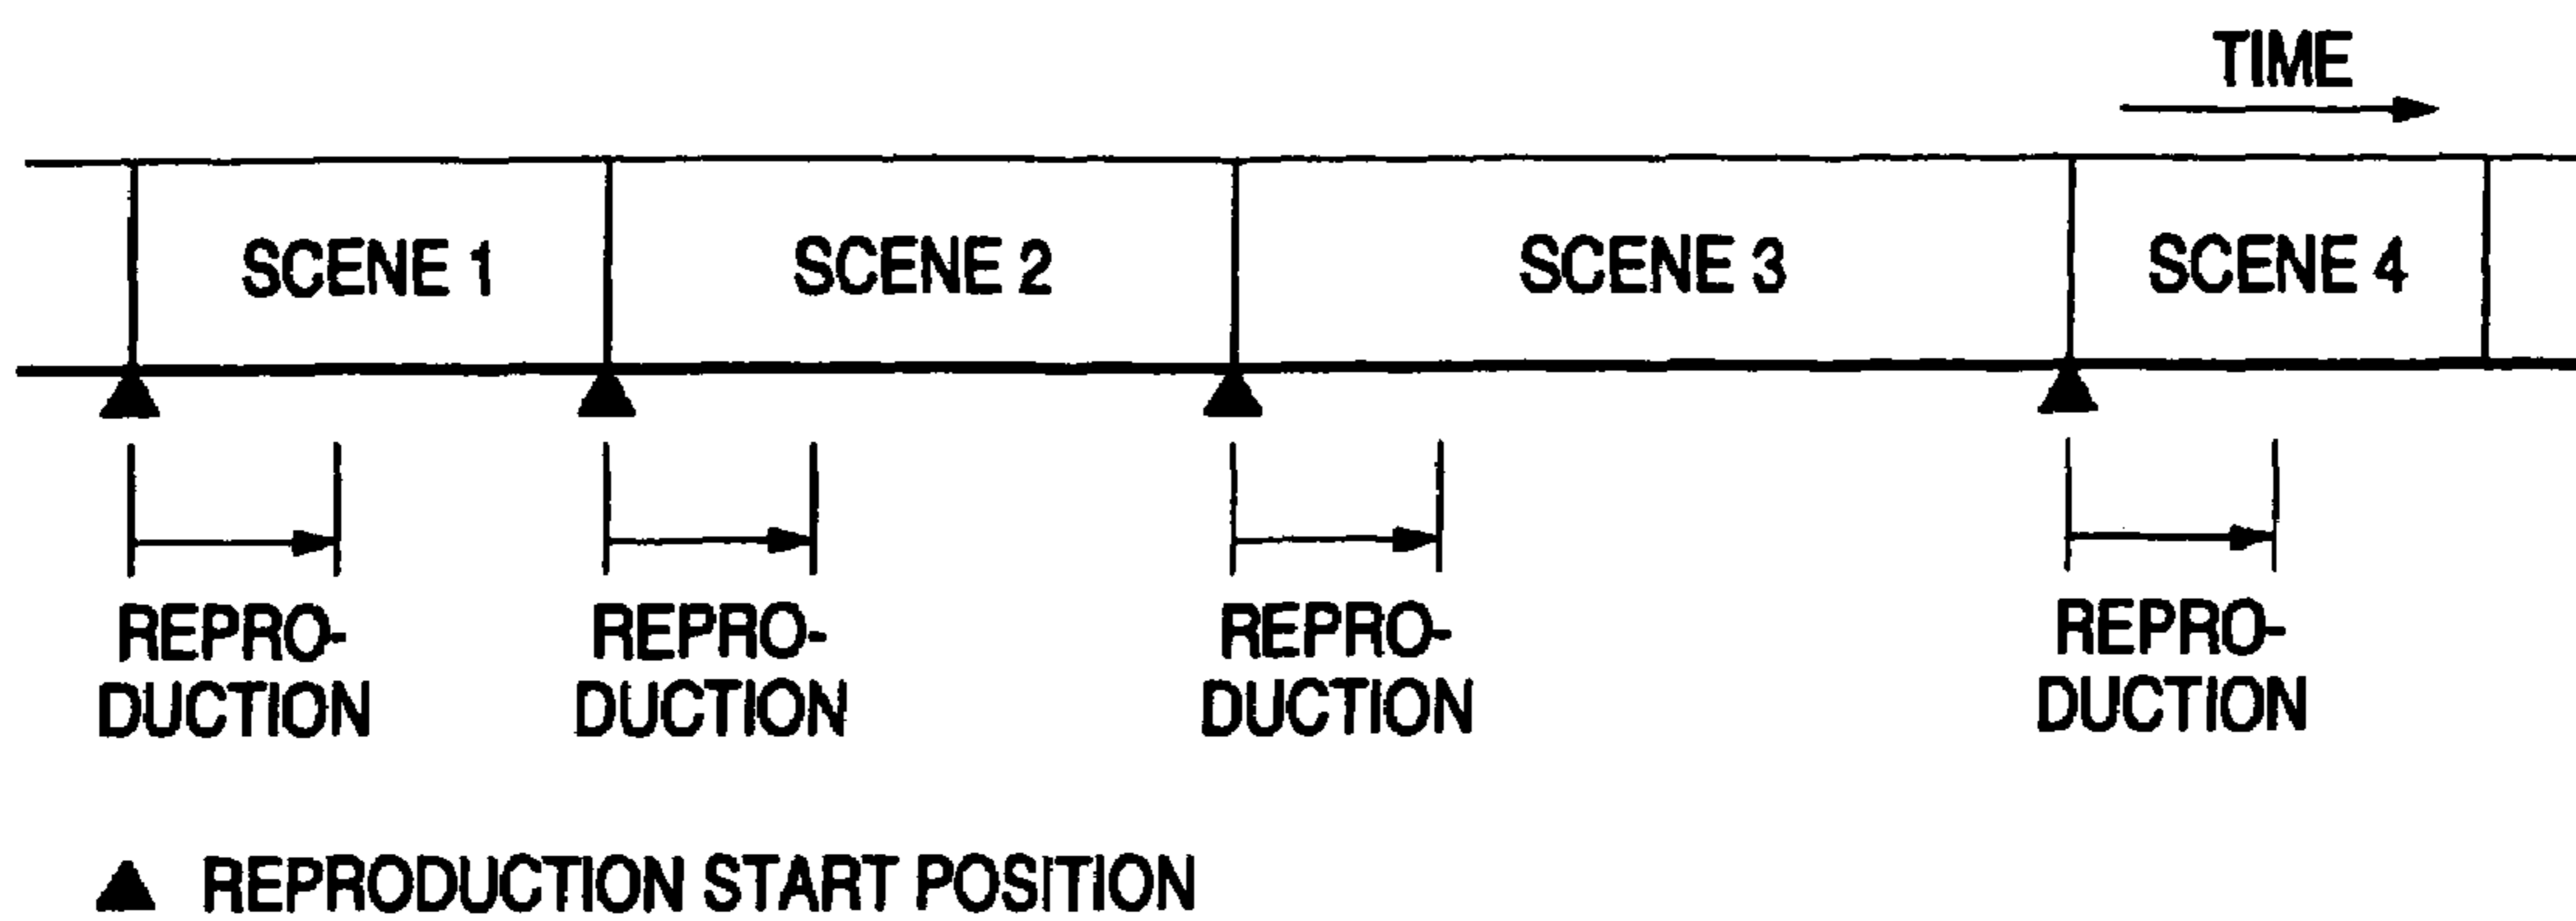 TIME
SCENE 1 SCENE 2 SCENE 3 SCENE 4
REPRO-
DUCTION
REPRO-
DUCTION
REPRO-
DUCTION
REPRO-
DUCTION
▲ REPRODUCTION START POSITION